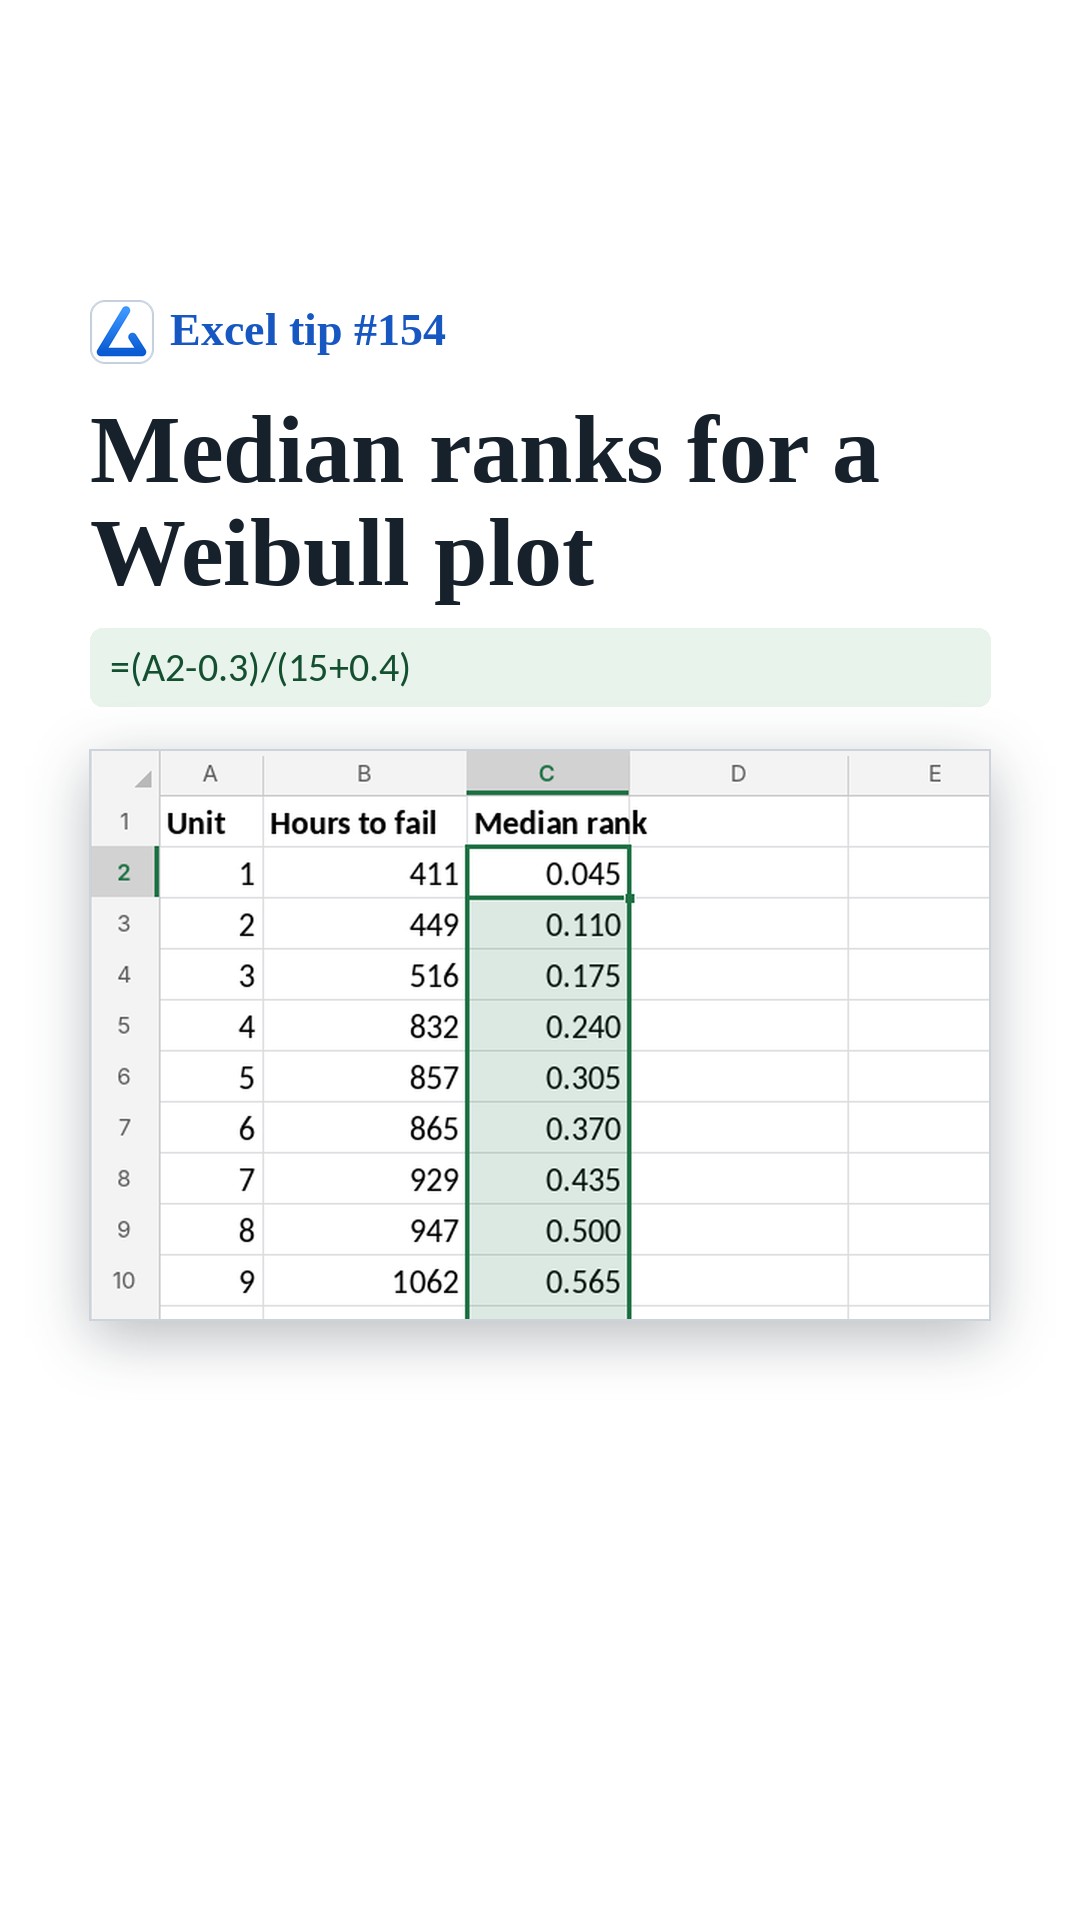 Excel tip #154
Median ranks for a
Weibull plot
=(A2-0.3)/(15+0.4)
A B C D E
1 Unit Hours to fail Median rank
2 1 411 0.045
3 2 449 0.110
4 3 516 0.175
5 4 832 0.240
6 5 857 0.305
7 6 865 0.370
8 7 929 0.435
9 8 947 0.500
10 9 1062 0.565